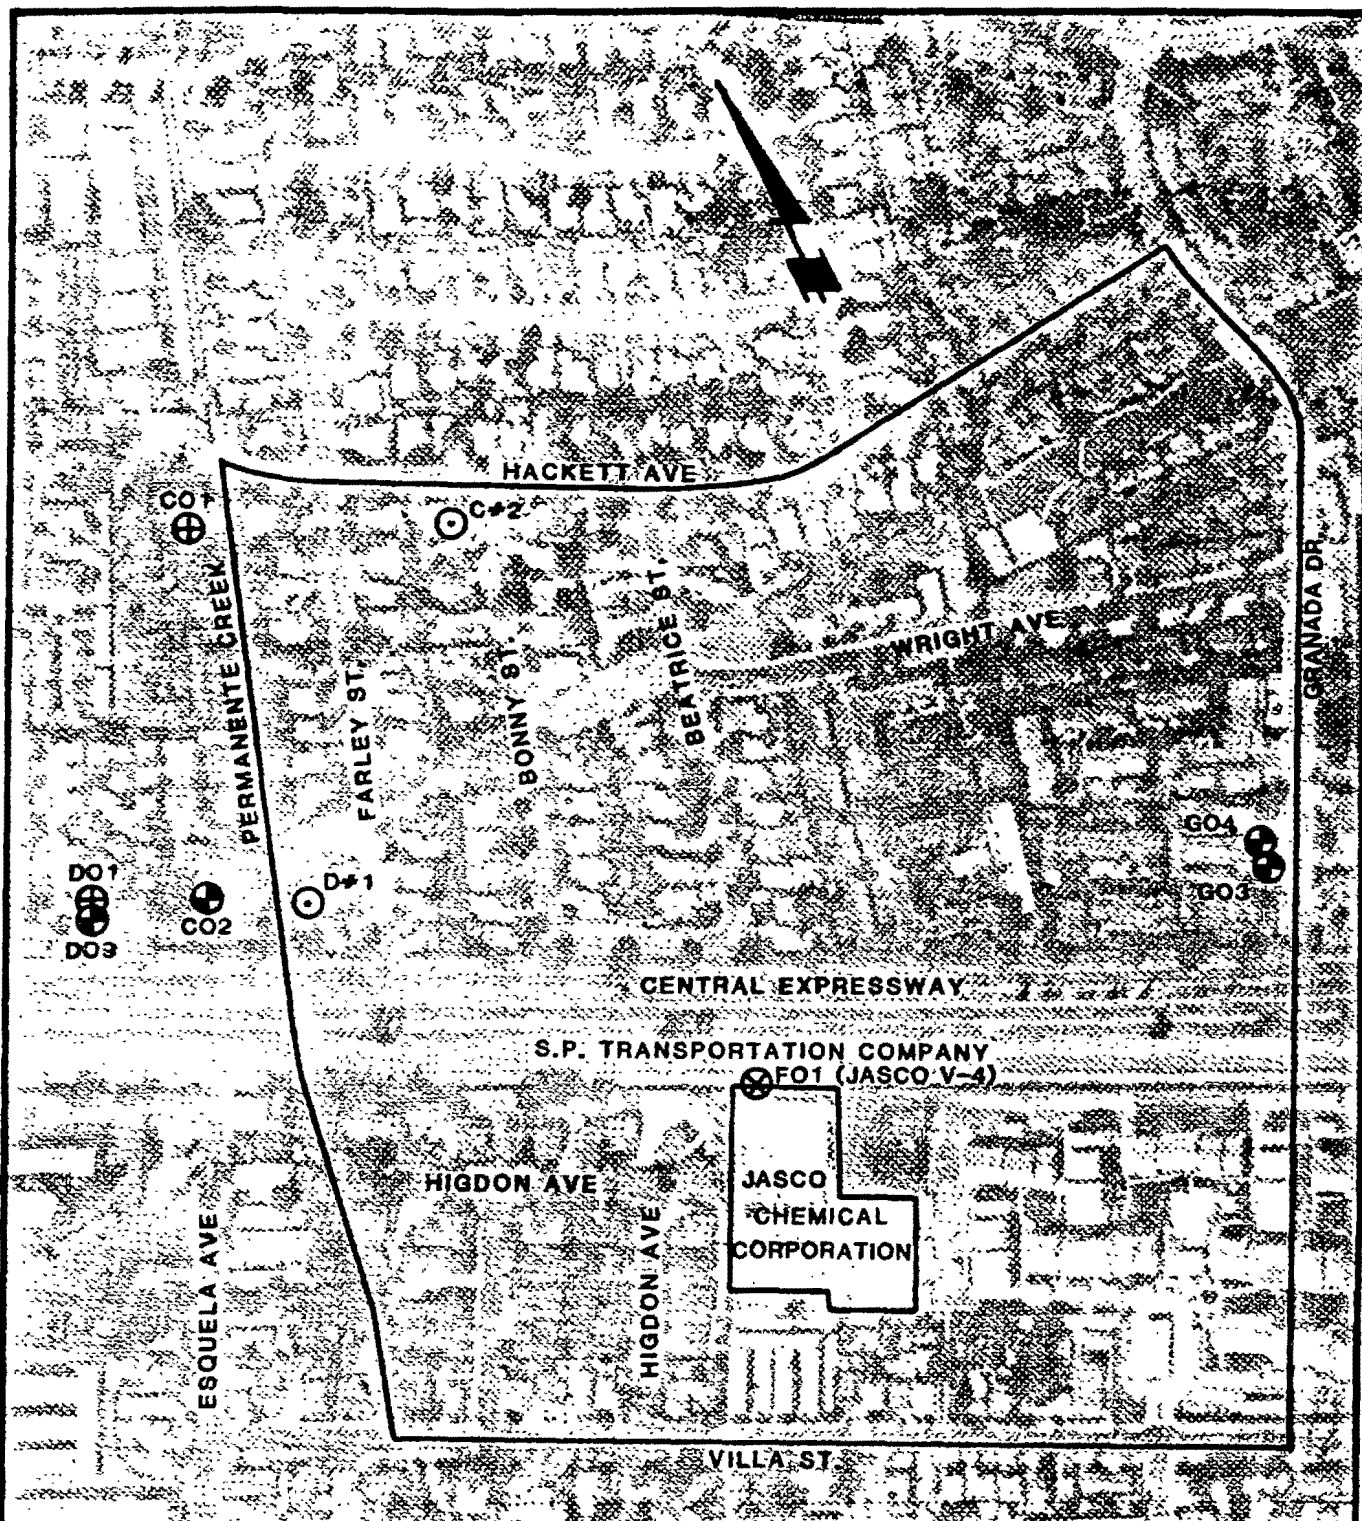 HACKETT AVE
CO
C#2
PERMANENTE CREEK
FARLEY ST.
BONNY ST.
BEATRICE ST.
WRIGHT AVE
GRANADA DR.
GO4
GO3
DO1
DO3
CO2
D#1
CENTRAL EXPRESSWAY
S.P. TRANSPORTATION COMPANY
FO1 (JASCO V-4)
HIGDON AVE
JASCO
CHEMICAL
CORPORATION
ESQUELA AVE
HIGDON AVE
VILLA ST.